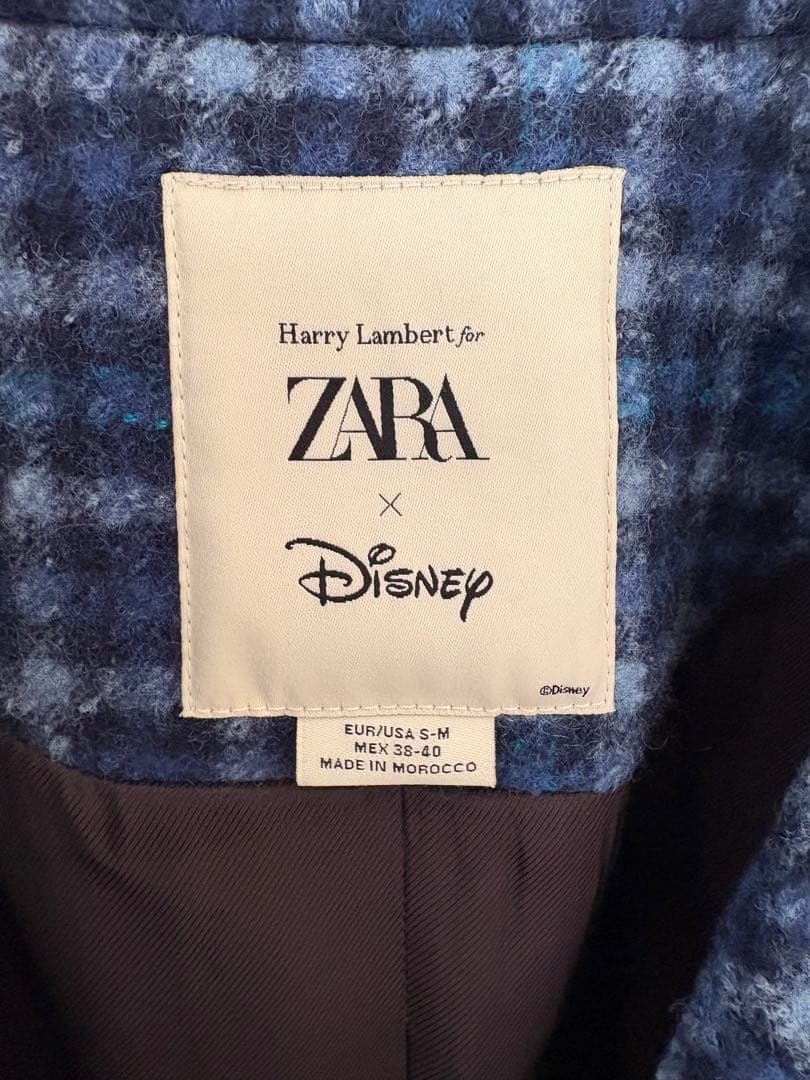 Harry Lambert for
ZARA
×
Disney
©Disney
EUR/USA S-M
MEX 38-40
MADE IN MOROCCO